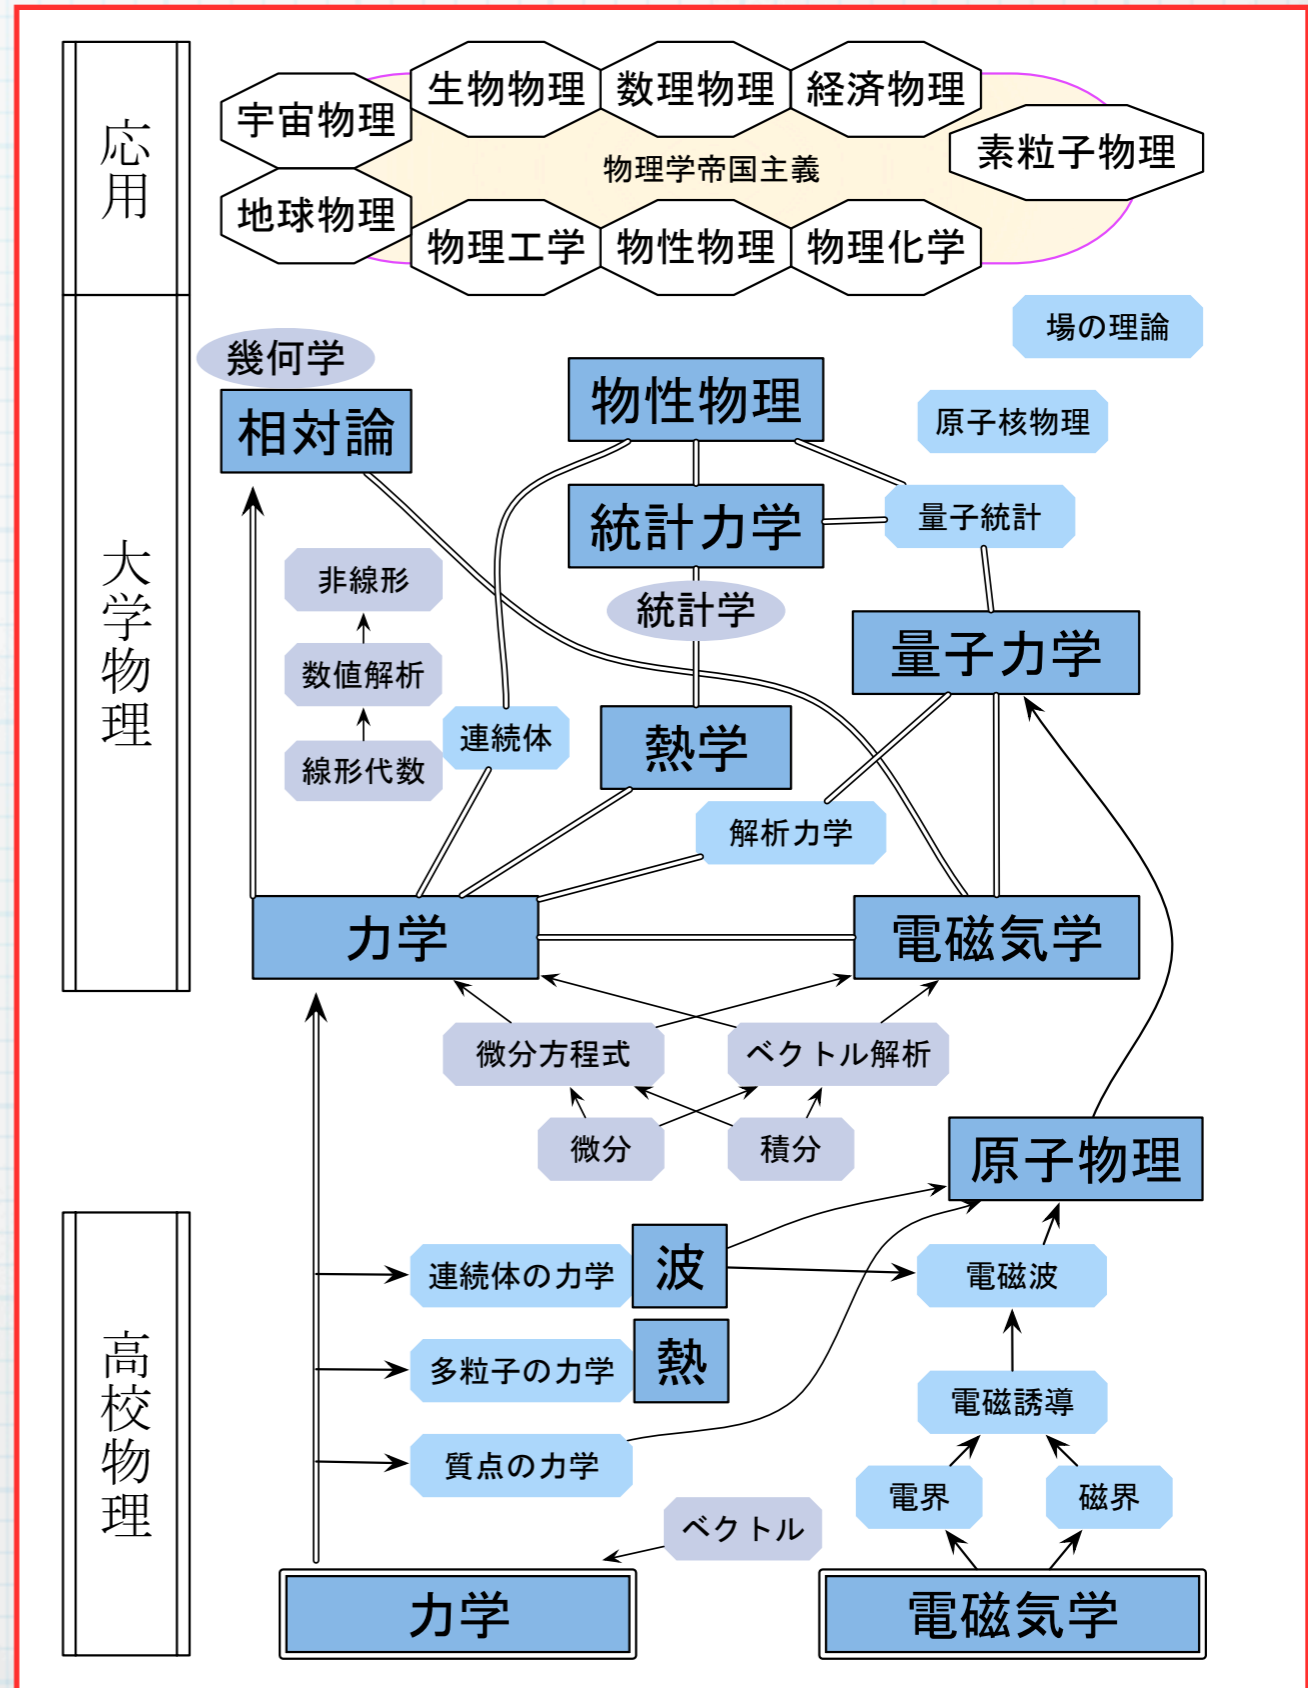 応用
生物物理
数理物理
経済物理
宇宙物理
素粒子物理
物理学帝国主義
地球物理
物理工学
物性物理
物理化学
大学物理
場の理論
幾何学
相対論
物性物理
原子核物理
統計力学
量子統計
非線形
統計学
量子力学
数値解析
連続体
熱学
線形代数
解析力学
力学
電磁気学
微分方程式
ベクトル解析
微分
積分
原子物理
高校物理
連続体の力学
波
電磁波
多粒子の力学
熱
電磁誘導
質点の力学
電界
磁界
ベクトル
力学
電磁気学